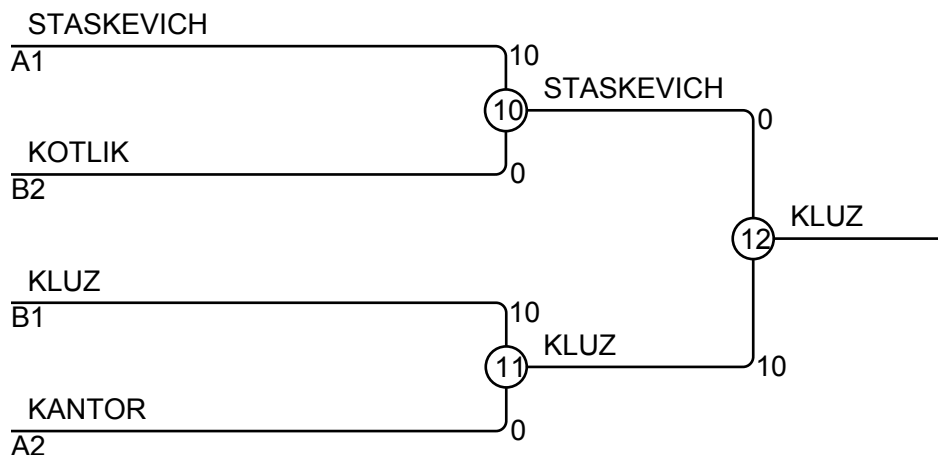 STASKEVICH
A1
10
10
STASKEVICH
0
KOTLIK
B2
0
12
KLUZ
KLUZ
B1
10
11
KLUZ
10
KANTOR
A2
0